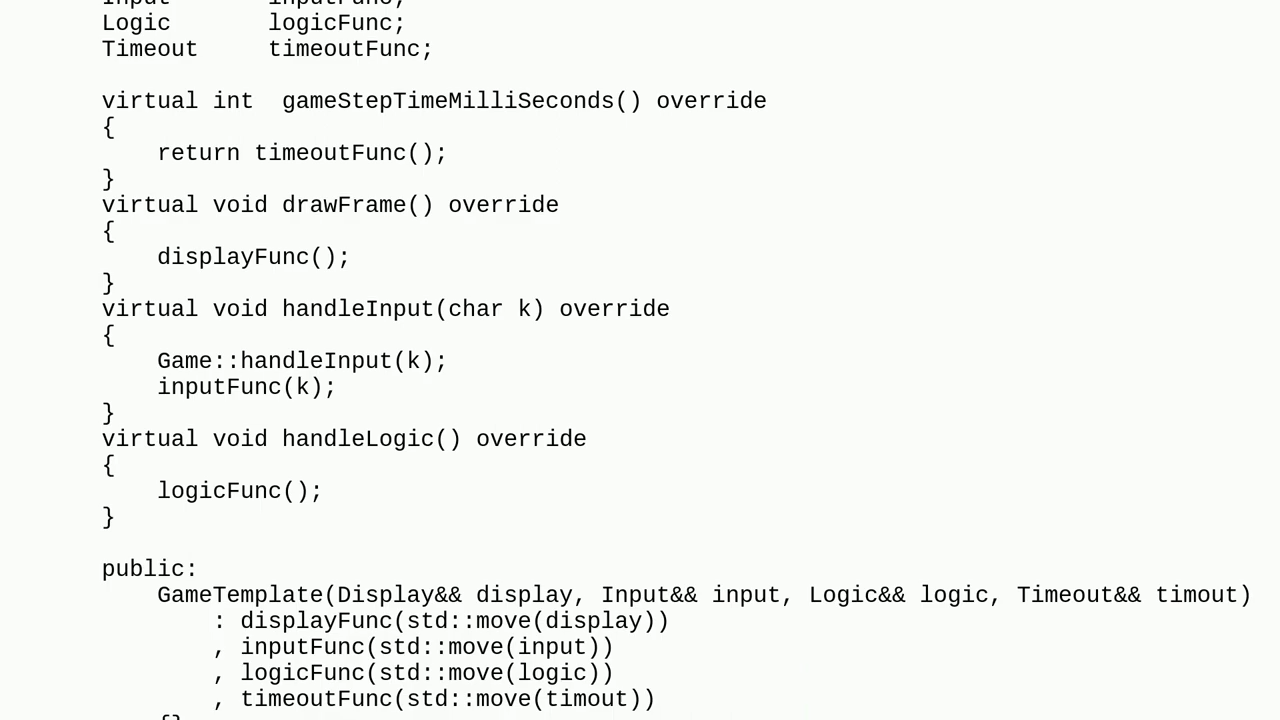 Input       inputFunc;
Logic       logicFunc;
Timeout     timeoutFunc;

virtual int  gameStepTimeMilliSeconds() override
{
    return timeoutFunc();
}
virtual void drawFrame() override
{
    displayFunc();
}
virtual void handleInput(char k) override
{
    Game::handleInput(k);
    inputFunc(k);
}
virtual void handleLogic() override
{
    logicFunc();
}

public:
    GameTemplate(Display&& display, Input&& input, Logic&& logic, Timeout&& timout)
        : displayFunc(std::move(display))
        , inputFunc(std::move(input))
        , logicFunc(std::move(logic))
        , timeoutFunc(std::move(timout))
    {}